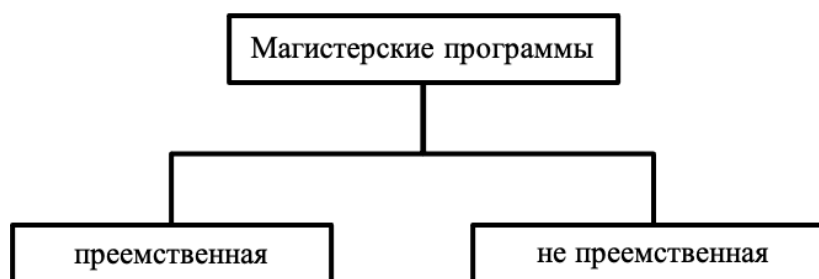 Магистерские программы
преемственная
не преемственная